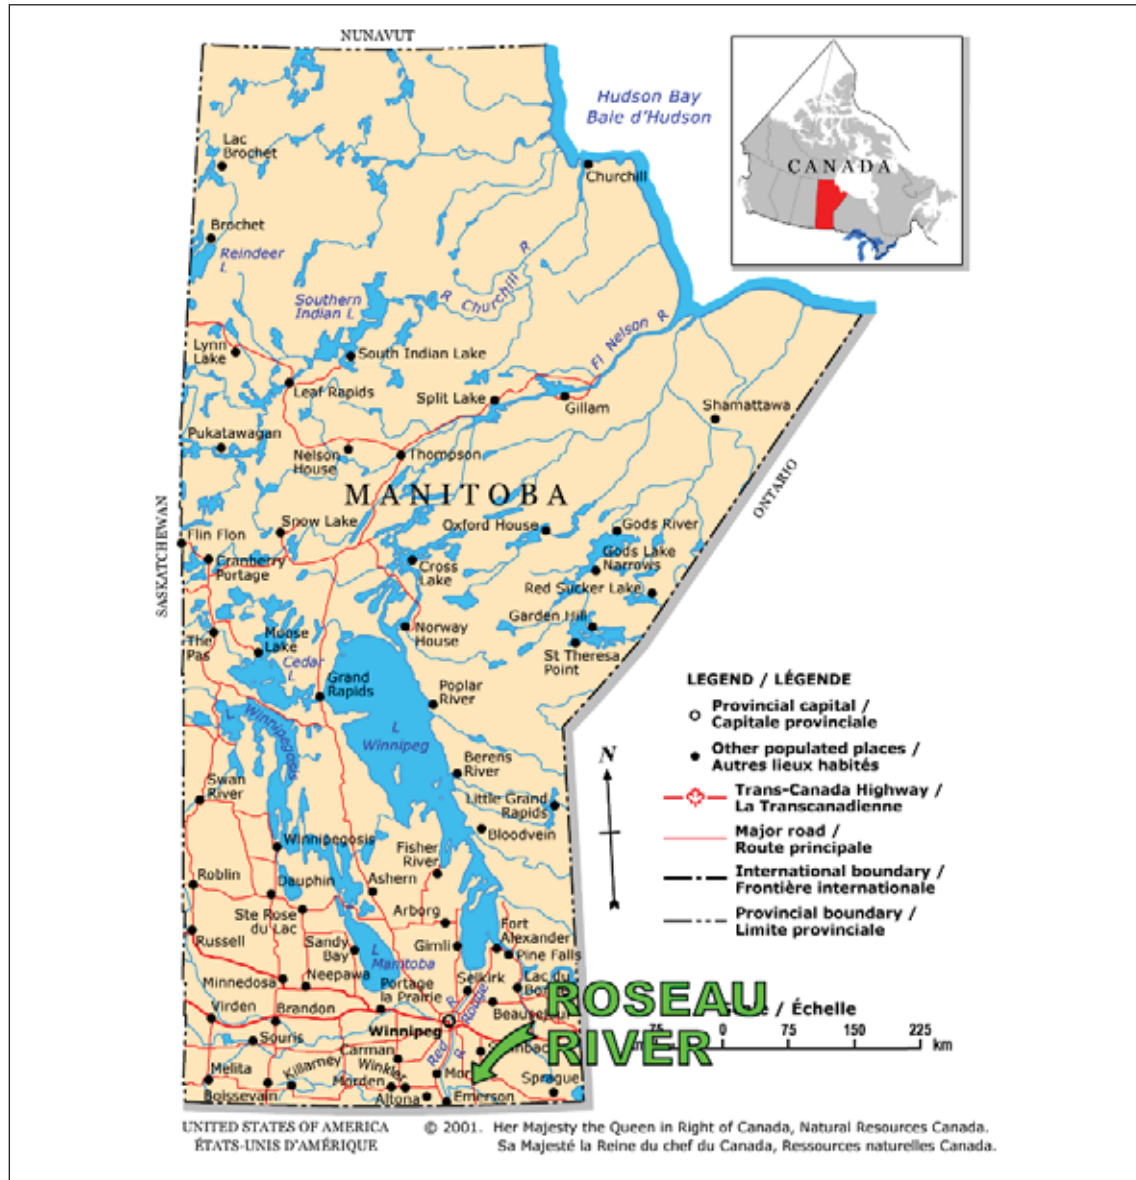 NUNAVUT
Hudson Bay
Baie d'Hudson
CANADA
Lac
Brochet
Churchill
Brochet
Reindeer
L
Southern
Indian L
R Churchill R
Fl Nelson R
Lynn
Lake
South Indian Lake
Leaf Rapids
Split Lake
Gillam
Shamattawa
Pukatawagan
Nelson
House
Thompson
MANITOBA
ONTARIO
SASKATCHEWAN
Snow Lake
Oxford House
Gods River
Flin Flon
Cranberry
Portage
Cross
Lake
Gods Lake
Narrows
Red Sucker Lake
Garden Hill
The
Pas
Moose
Lake
Cedar
L
Norway
House
St Theresa
Point
Grand
Rapids
Poplar
River
L Winnipegosis
L
Winnipeg
Berens
River
Swan
River
Little Grand
Rapids
Bloodvein
Winnipegosis
Fisher
River
Roblin
Dauphin
Ashern
Ste Rose
du Lac
Arborg
Fort
Alexander
Russell
Sandy
Bay
Gimli
Pine Falls
L
Manitoba
Minnedosa
Neepawa
Portage
la Prairie
Selkirk
Lac du
Virden
Brandon
Winnipeg
Souris
Red R
R Rouge
Carman
Winkler
Melita
Killarney
Morden
Boissevain
Altona
Emerson
Sprague
ROSEAU
RIVER
LEGEND / LÉGENDE
Provincial capital /
Capitale provinciale
Other populated places /
Autres lieux habités
Trans-Canada Highway /
La Transcanadienne
Major road /
Route principale
International boundary /
Frontière internationale
Provincial boundary /
Limite provinciale
N
/ Échelle
75 0 75 150 225
km
km
UNITED STATES OF AMERICA
ÉTATS-UNIS D'AMÉRIQUE
© 2001. Her Majesty the Queen in Right of Canada, Natural Resources Canada.
Sa Majesté la Reine du chef du Canada, Ressources naturelles Canada.